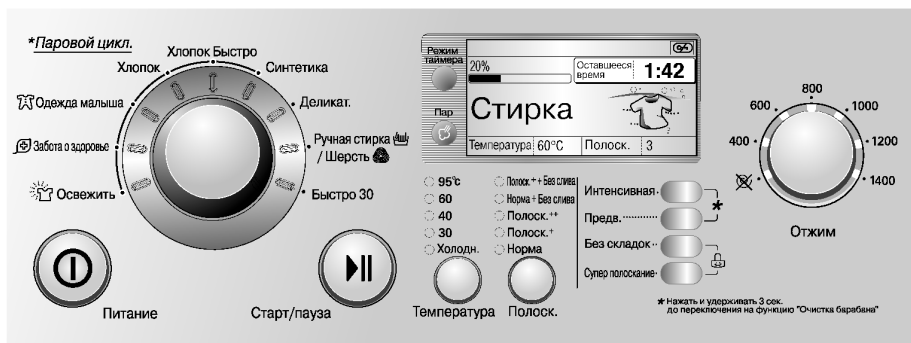 *Паровой цикл.
Хлопок Быстро
Хлопок
Синтетика
Одежда малыша
Деликат.
Забота о здоровье
Ручная стирка
/ Шерсть
Освежить
Быстро 30
Питание
Старт/пауза
Режим
таймера
Пар
20%
Оставшееся
время
1:42
Стирка
Температура 60°C Полоск. 3
95°c
60
40
30
Холодн.
Температура
Полоск.++ Без слива
Норма + Без слива
Полоск.++
Полоск.+
Норма
Полоск.
Интенсивная
*
Предв.
Без складок
Супер полоскание
800
600
1000
400
1200
1400
Отжим
* Нажать и удерживать 3 сек.
до переключения на функцию "Очистка барабана"